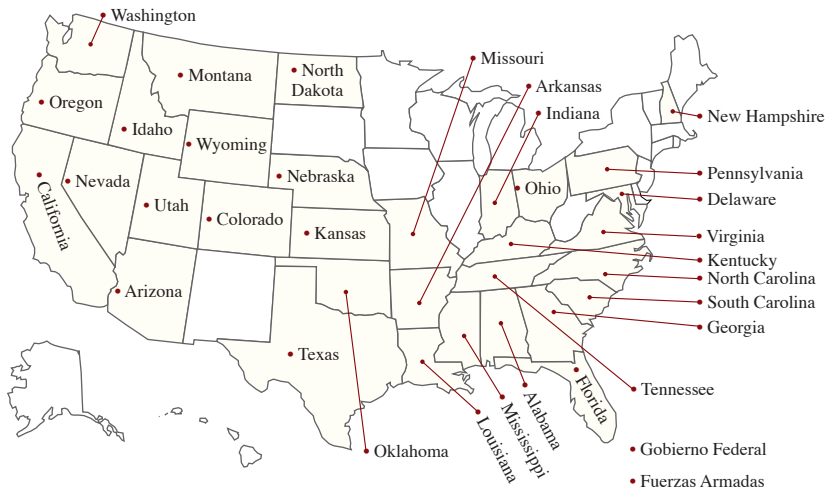 Washington
Montana
North
Dakota
Missouri
Arkansas
Indiana
Oregon
Idaho
Wyoming
New Hampshire
Nevada
Nebraska
Ohio
Pennsylvania
California
Utah
Colorado
Kansas
Delaware
Virginia
Kentucky
North Carolina
Arizona
South Carolina
Georgia
Texas
Florida
Tennessee
Alabama
Mississippi
Louisiana
Oklahoma
Gobierno Federal
Fuerzas Armadas